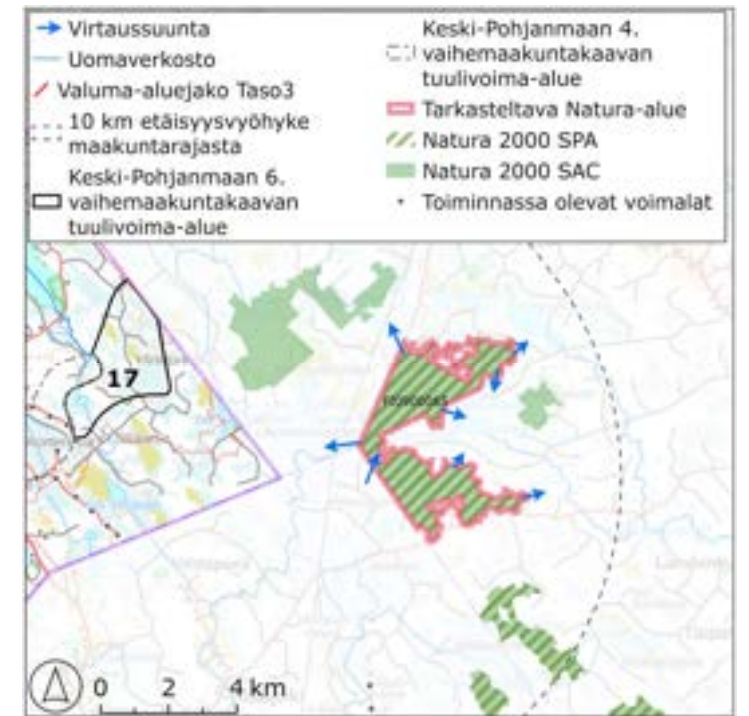 Virtaussuunta
Uomaverkosto
Valuma-aluejako Taso3
10 km etäisyysvyöhyke
maakuntarajasta
Keski-Pohjanmaan 6.
vaihemaakuntakaavan
tuulivoima-alue
Keski-Pohjanmaan 4.
vaihemaakuntakaavan
tuulivoima-alue
Tarkasteltava Natura-alue
Natura 2000 SPA
Natura 2000 SAC
Toiminnassa olevat voimalat
17
0 2 4 km